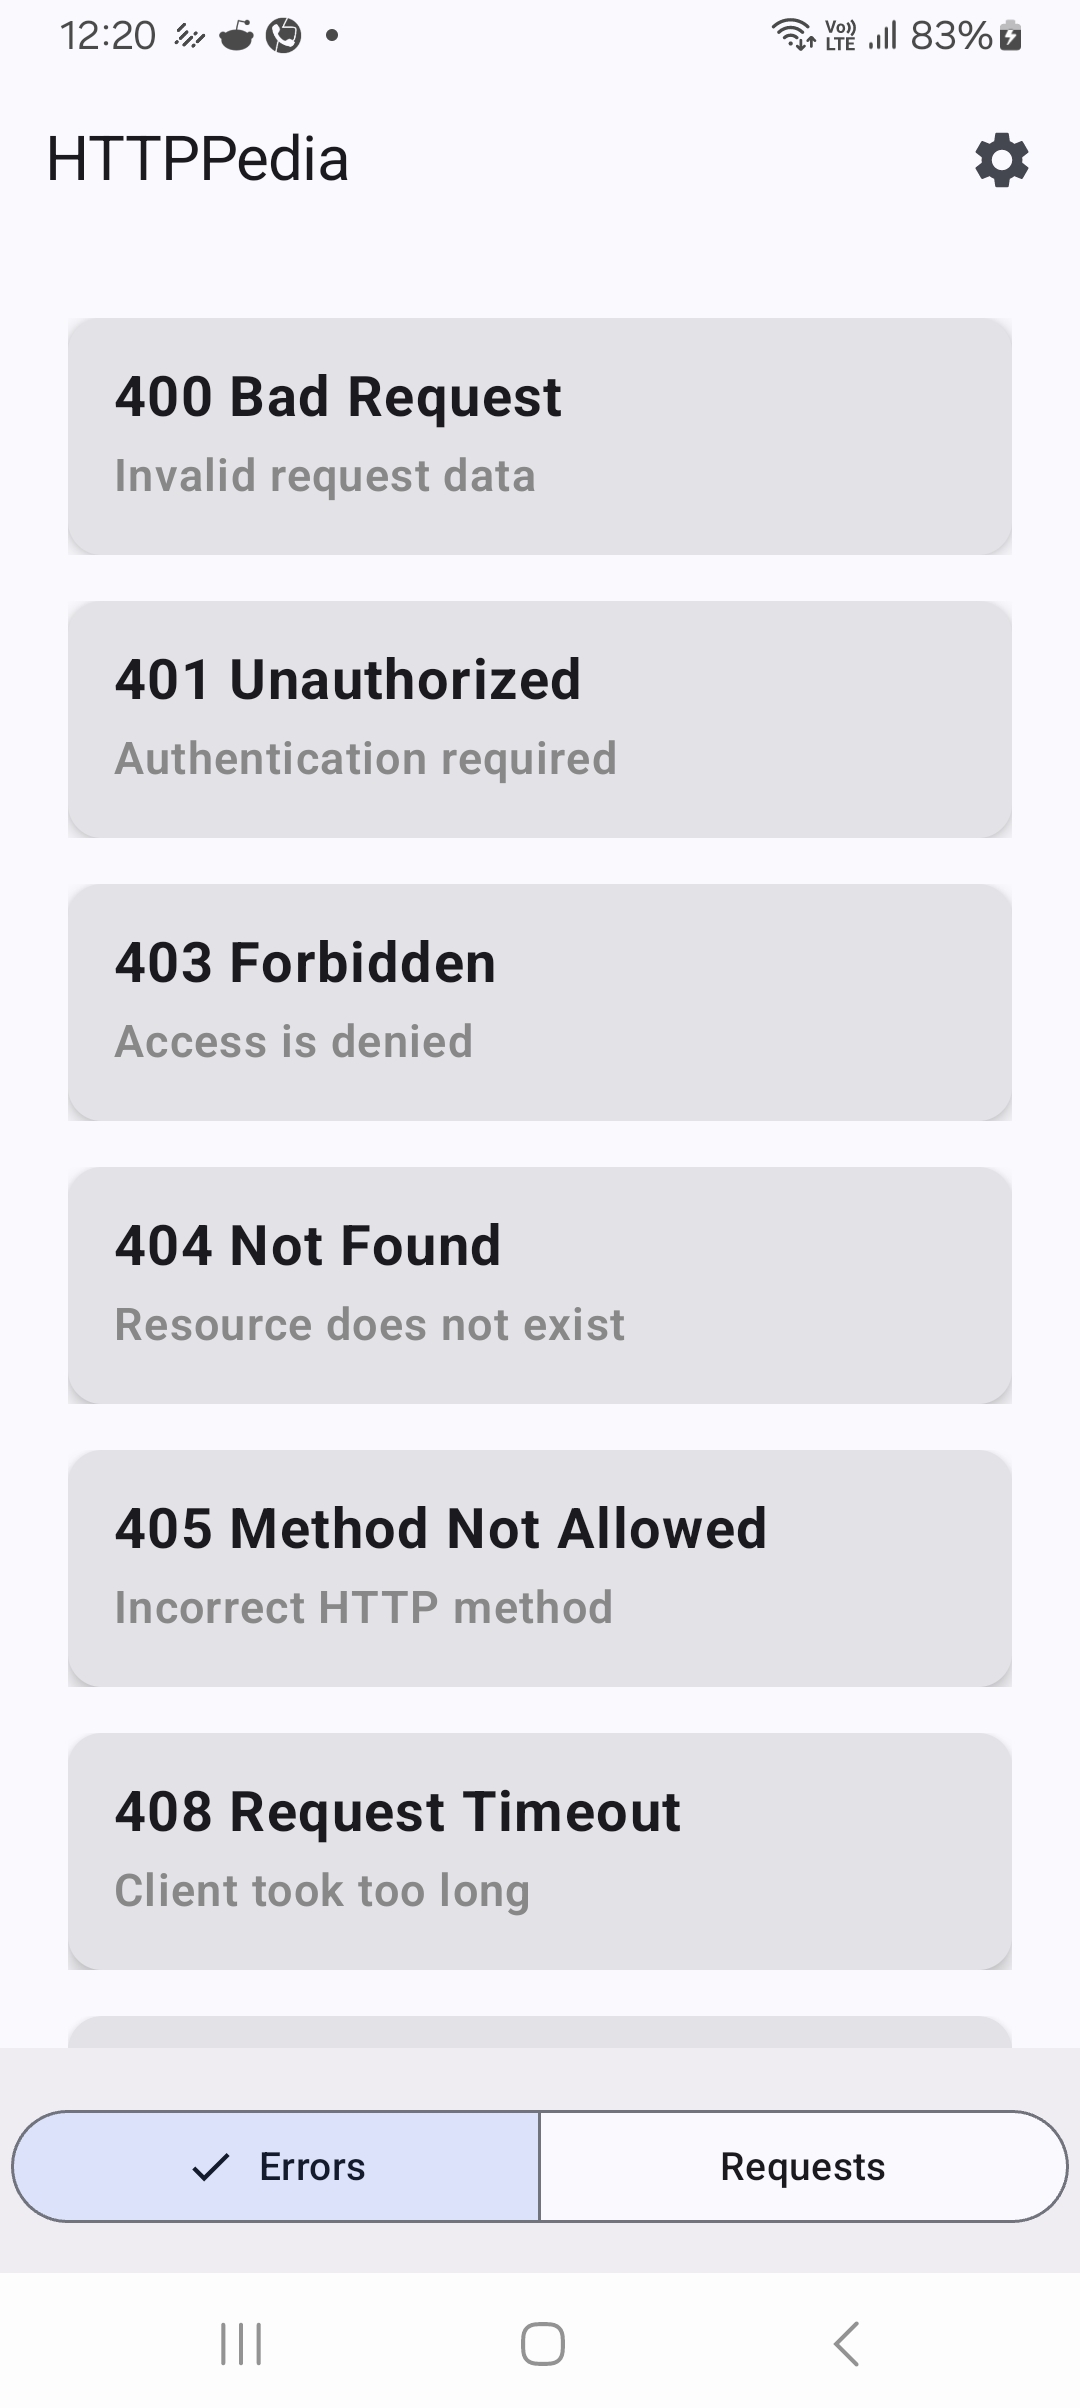 12:20
Vo)) LTE
83%
HTTPPedia
400 Bad Request
Invalid request data
401 Unauthorized
Authentication required
403 Forbidden
Access is denied
404 Not Found
Resource does not exist
405 Method Not Allowed
Incorrect HTTP method
408 Request Timeout
Client took too long
Errors
Requests